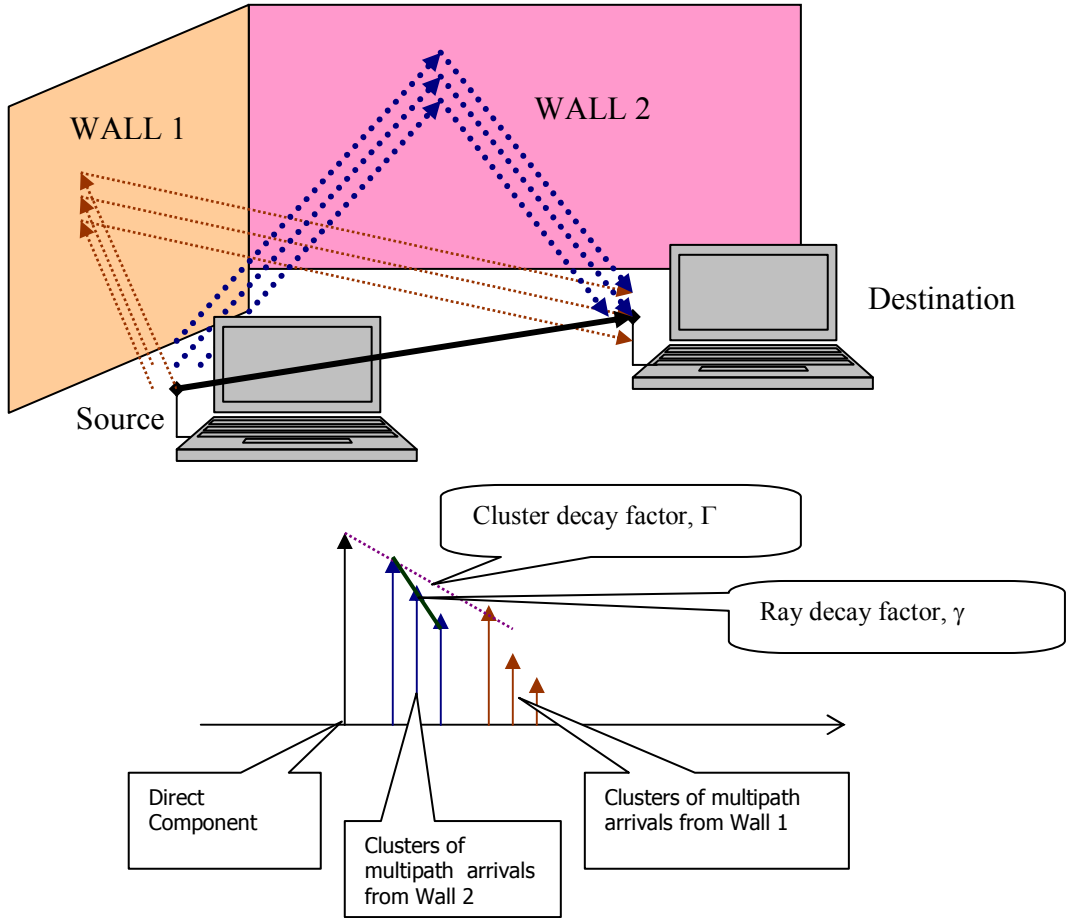 WALL 1
WALL 2
Destination
Source
Cluster decay factor, Γ
Ray decay factor, γ
Direct
Component
Clusters of
multipath arrivals
from Wall 2
Clusters of multipath
arrivals from Wall 1